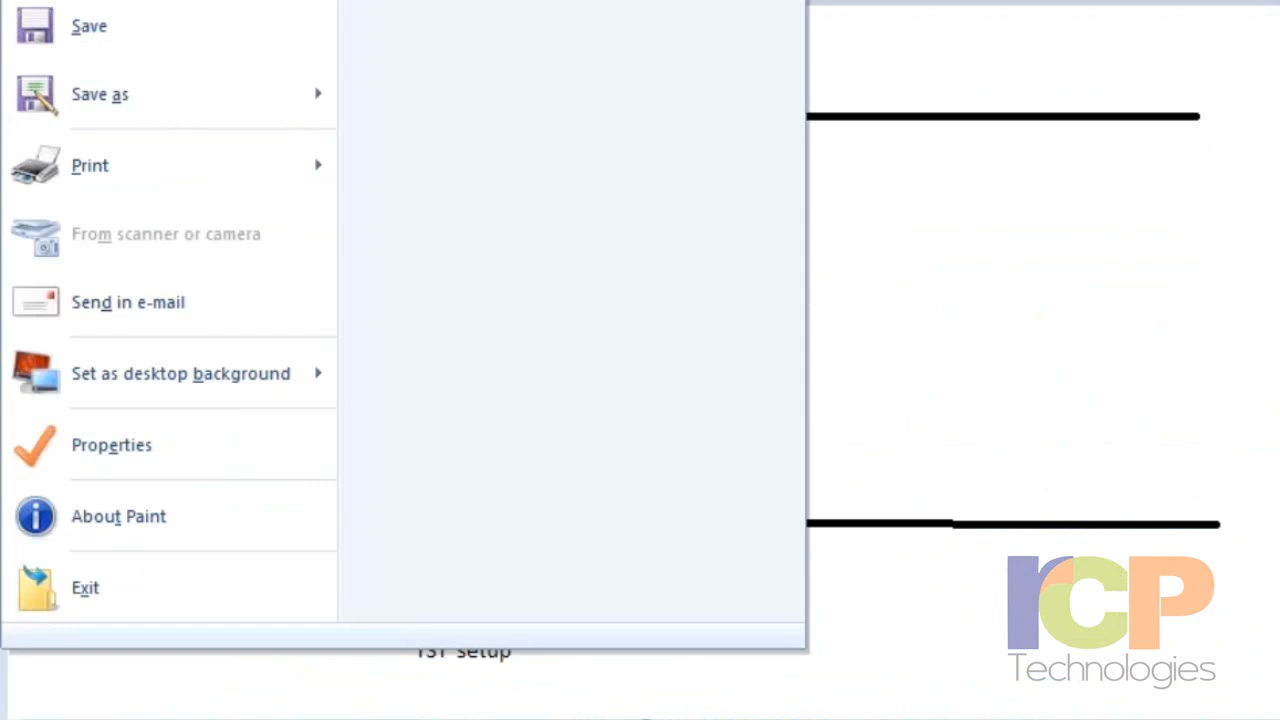 Save
Save as
Print
From scanner or camera
Send in e-mail
Set as desktop background
Properties
About Paint
Exit
setup
rcp
Technologies